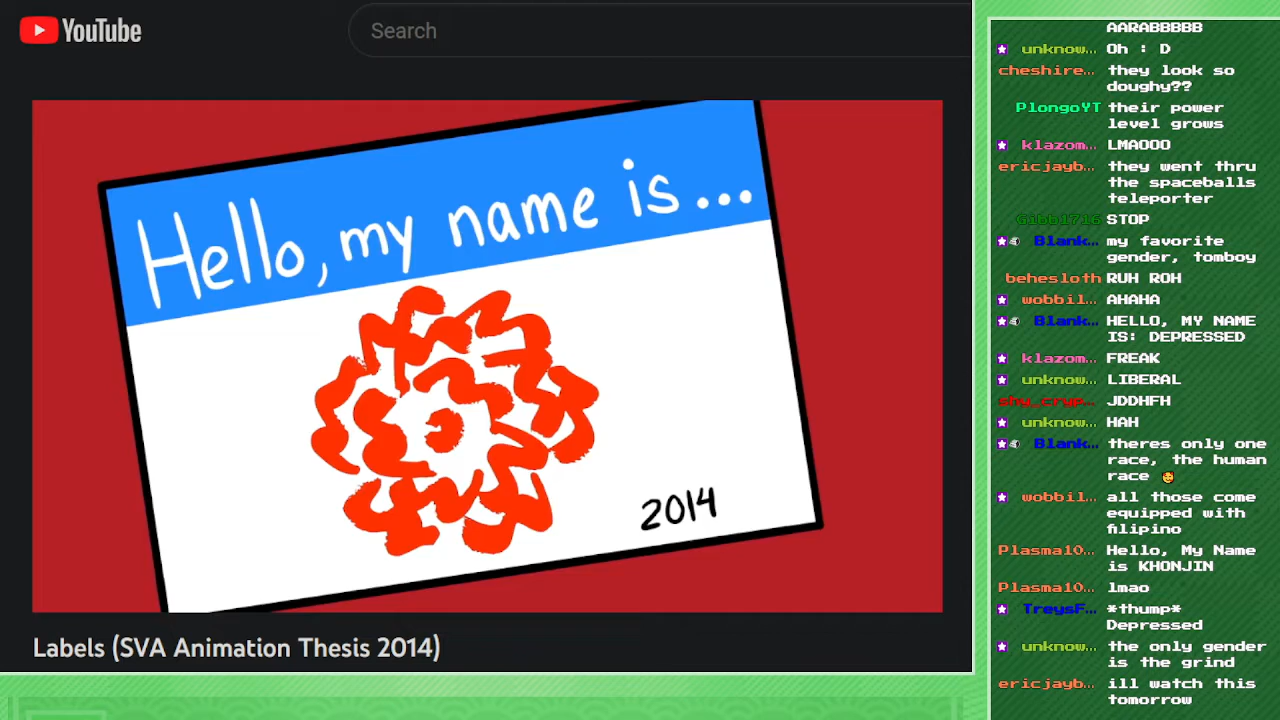 YouTube
Search
Hello, my name is...
2014
Labels (SVA Animation Thesis 2014)
AARABBBBB
unknow… Oh : D
cheshire… they look so
doughy??
PlongoYT their power
level grows
klazom… LMAOOO
ericjayb… they went thru
the spaceballs
teleporter
Gibb1716 STOP
Blank… my favorite
gender, tomboy
behesloth RUH ROH
wobbil… AHAHA
Blank… HELLO, MY NAME
IS: DEPRESSED
klazom… FREAK
unknow… LIBERAL
shy_cryp… JDDHFH
unknow… HAH
Blank… theres only one
race, the human
race 🥰
wobbil… all those come
equipped with
filipino
Plasma10… Hello, My Name
is KHONJIN
Plasma10… lmao
TreysF… *thump*
Depressed
unknow… the only gender
is the grind
ericjayb… ill watch this
tomorrow